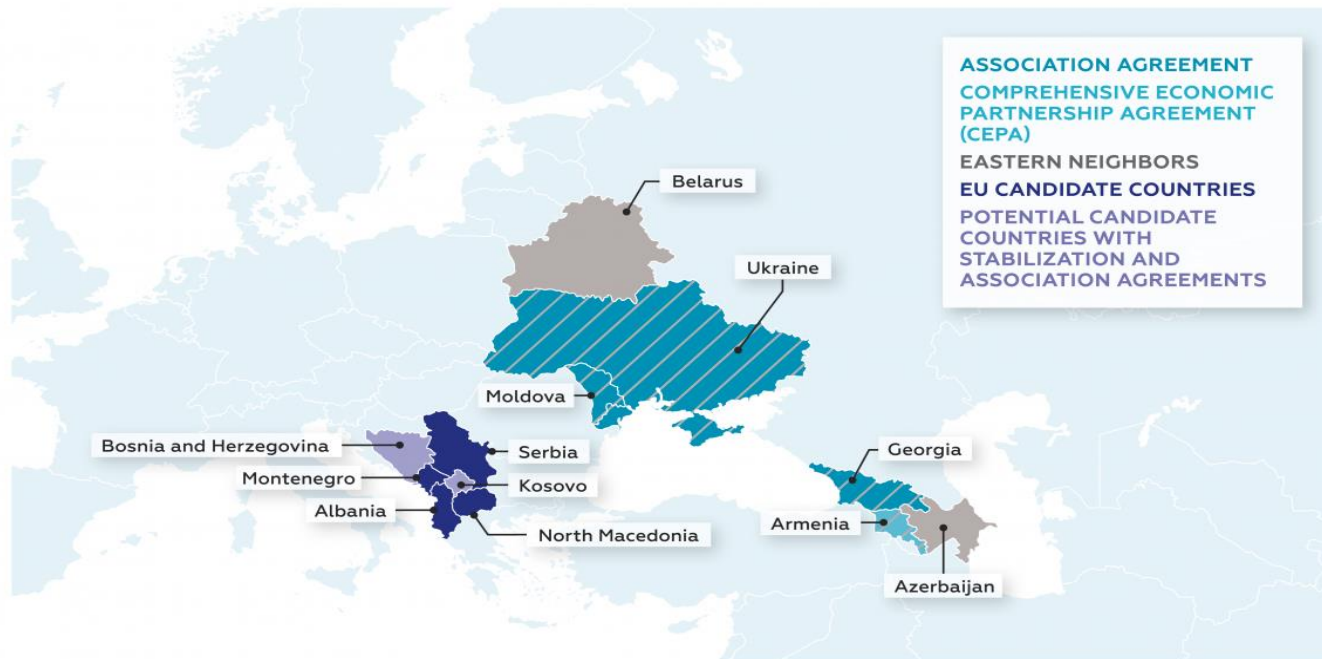 ASSOCIATION AGREEMENT
COMPREHENSIVE ECONOMIC
PARTNERSHIP AGREEMENT
(CEPA)
EASTERN NEIGHBORS
EU CANDIDATE COUNTRIES
POTENTIAL CANDIDATE
COUNTRIES WITH
STABILIZATION AND
ASSOCIATION AGREEMENTS
Belarus
Ukraine
Moldova
Bosnia and Herzegovina
Serbia
Georgia
Montenegro
Kosovo
Albania
Armenia
North Macedonia
Azerbaijan